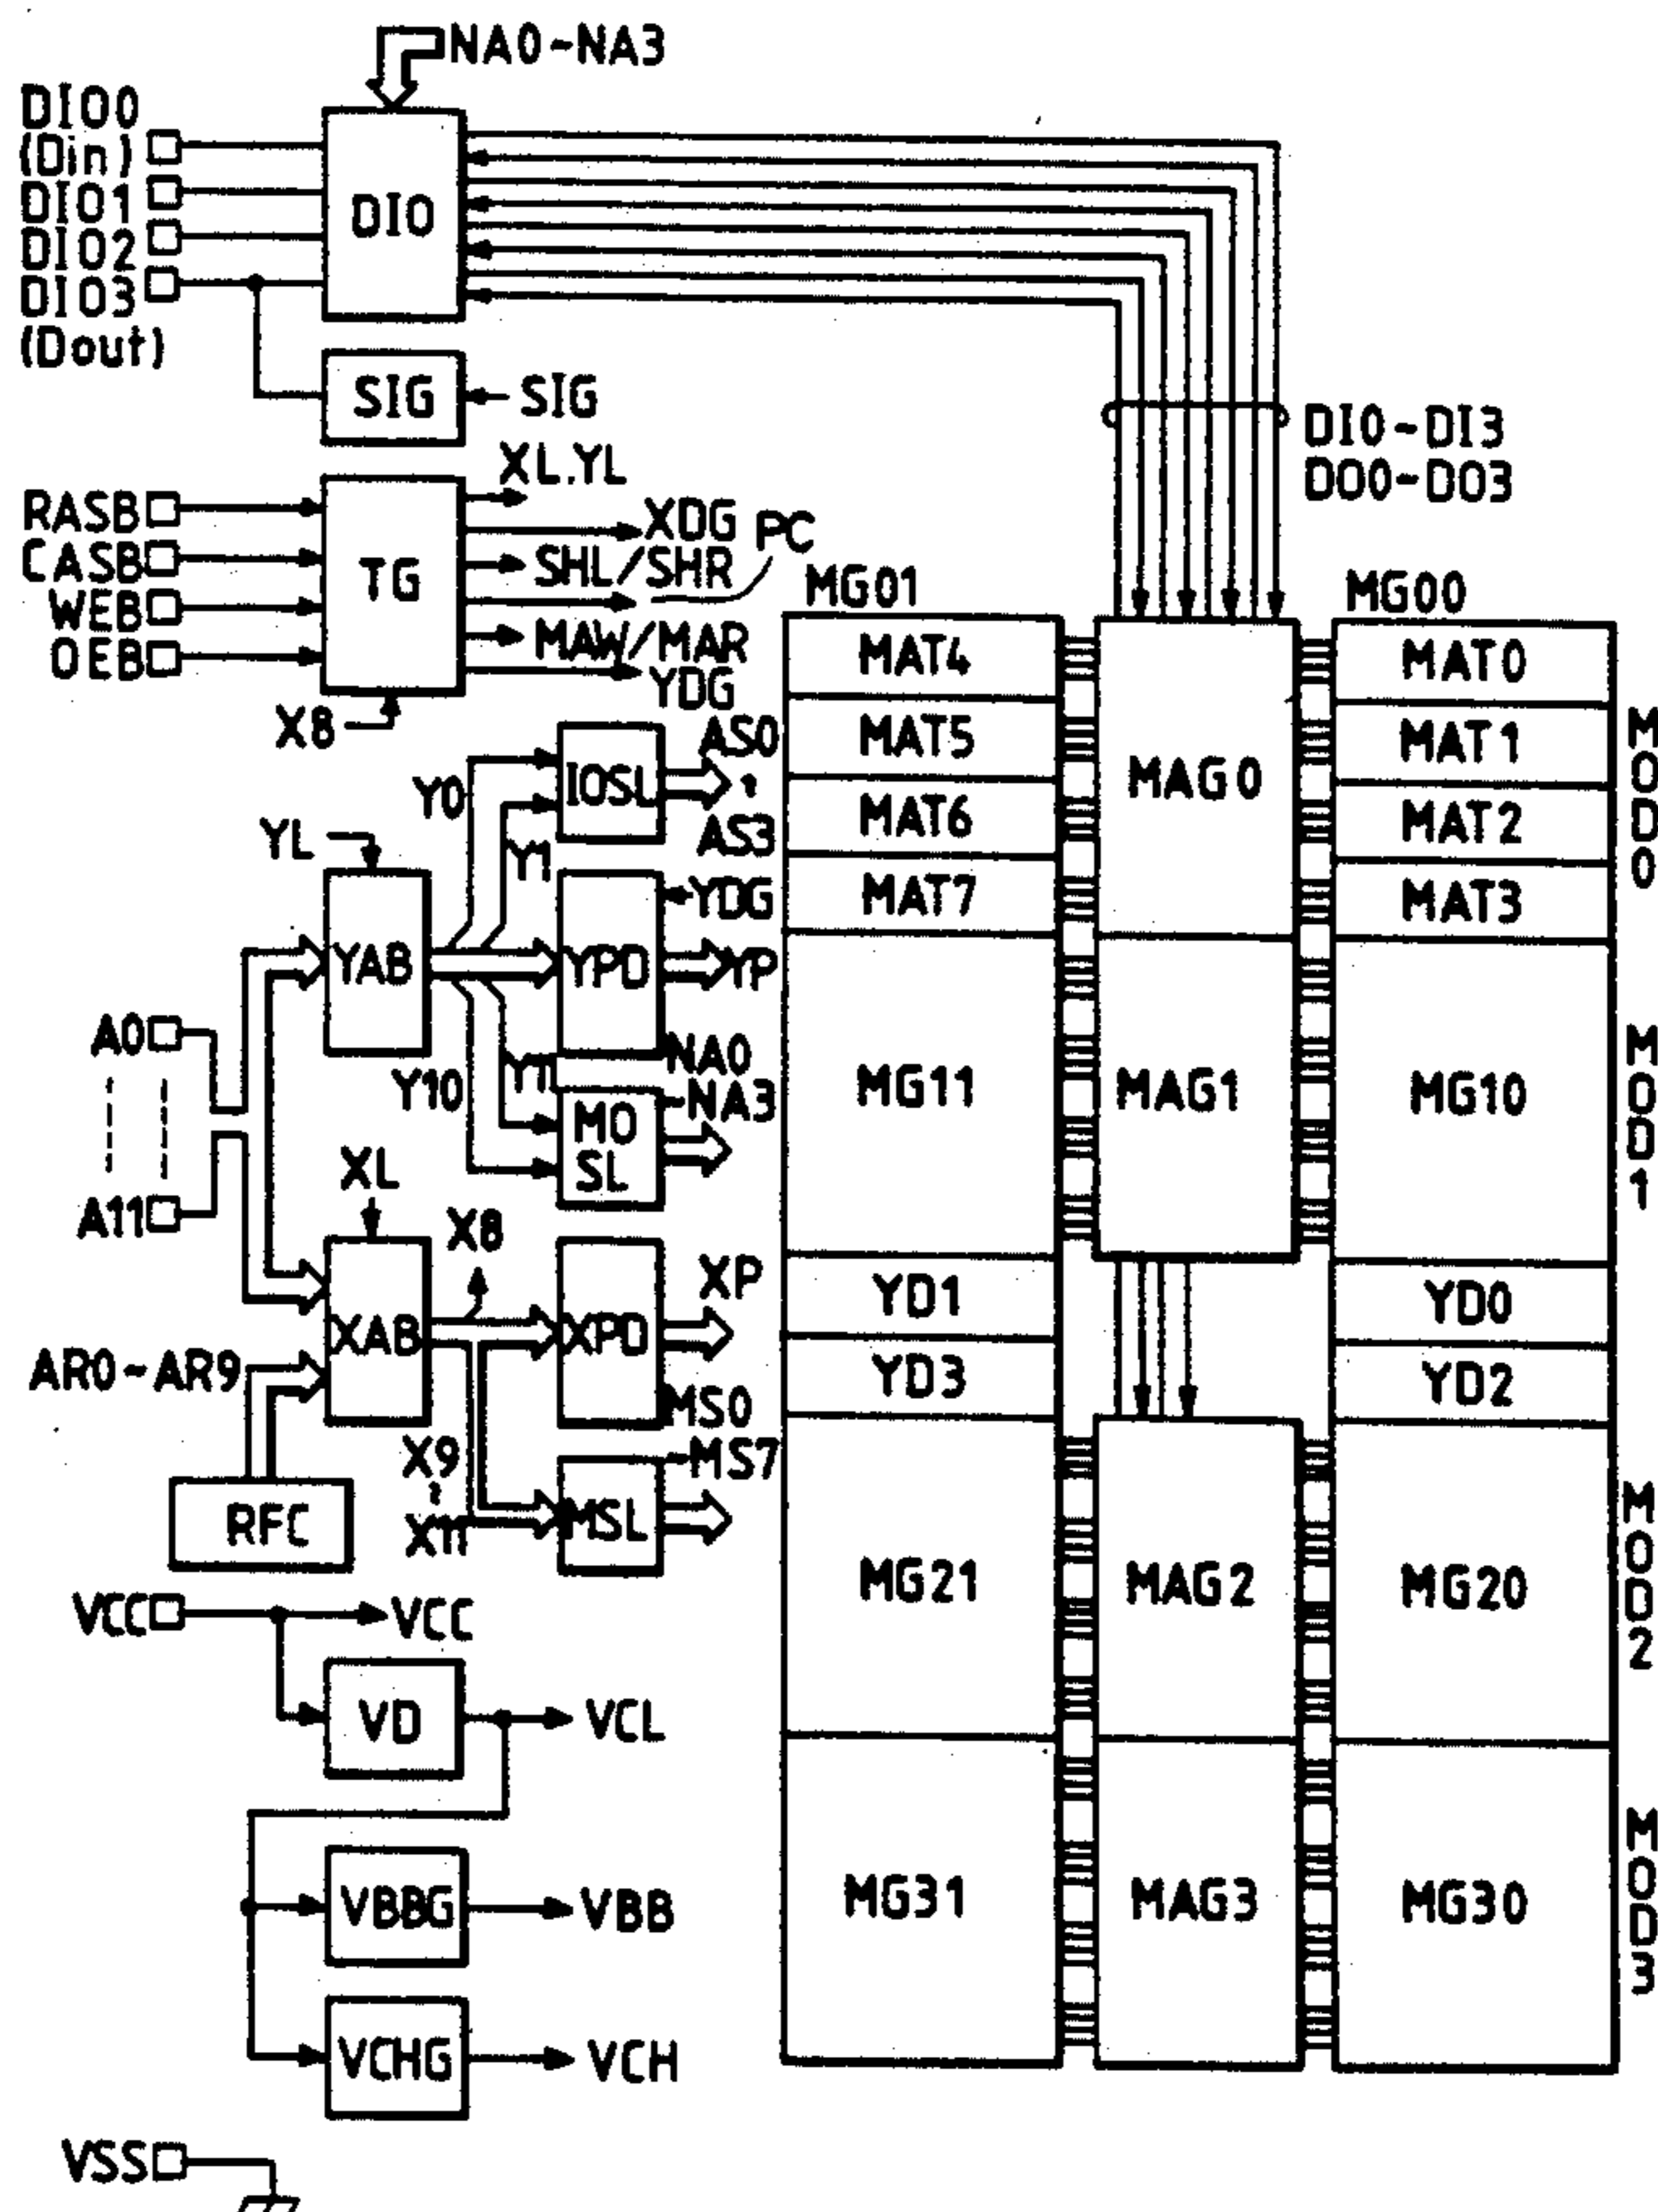 NA0~NA3
DIO0
(Din)
DIO1
DIO2
DIO3
(Dout)
DIO
SIG
SIG
DI0-DI3
DO0-DO3
RASB
CASB
WEB
OEB
TG
X8
XL.YL
XDG
PC
SHL/SHR
MAW/MAR
YDG
MG01
MG00
MAT4
MAT5
MAT6
MAT7
MAG0
MAT0
MAT1
MAT2
MAT3
MOD0
Y0
Y1
IOSL
AS0
AS3
YL
YAB
YPD
YDG
YP
A0
A11
Y10
Y11
MO
SL
NA0
NA3
MG11
MAG1
MG10
MOD1
XL
X8
XAB
XPD
XP
AR0~AR9
RFC
X9
~
X11
MSL
MS0
MS7
YD1
YD3
YD0
YD2
MG21
MAG2
MG20
MOD2
VCC
VCC
VD
VCL
VBBG
VBB
VCHG
VCH
VSS
MG31
MAG3
MG30
MOD3